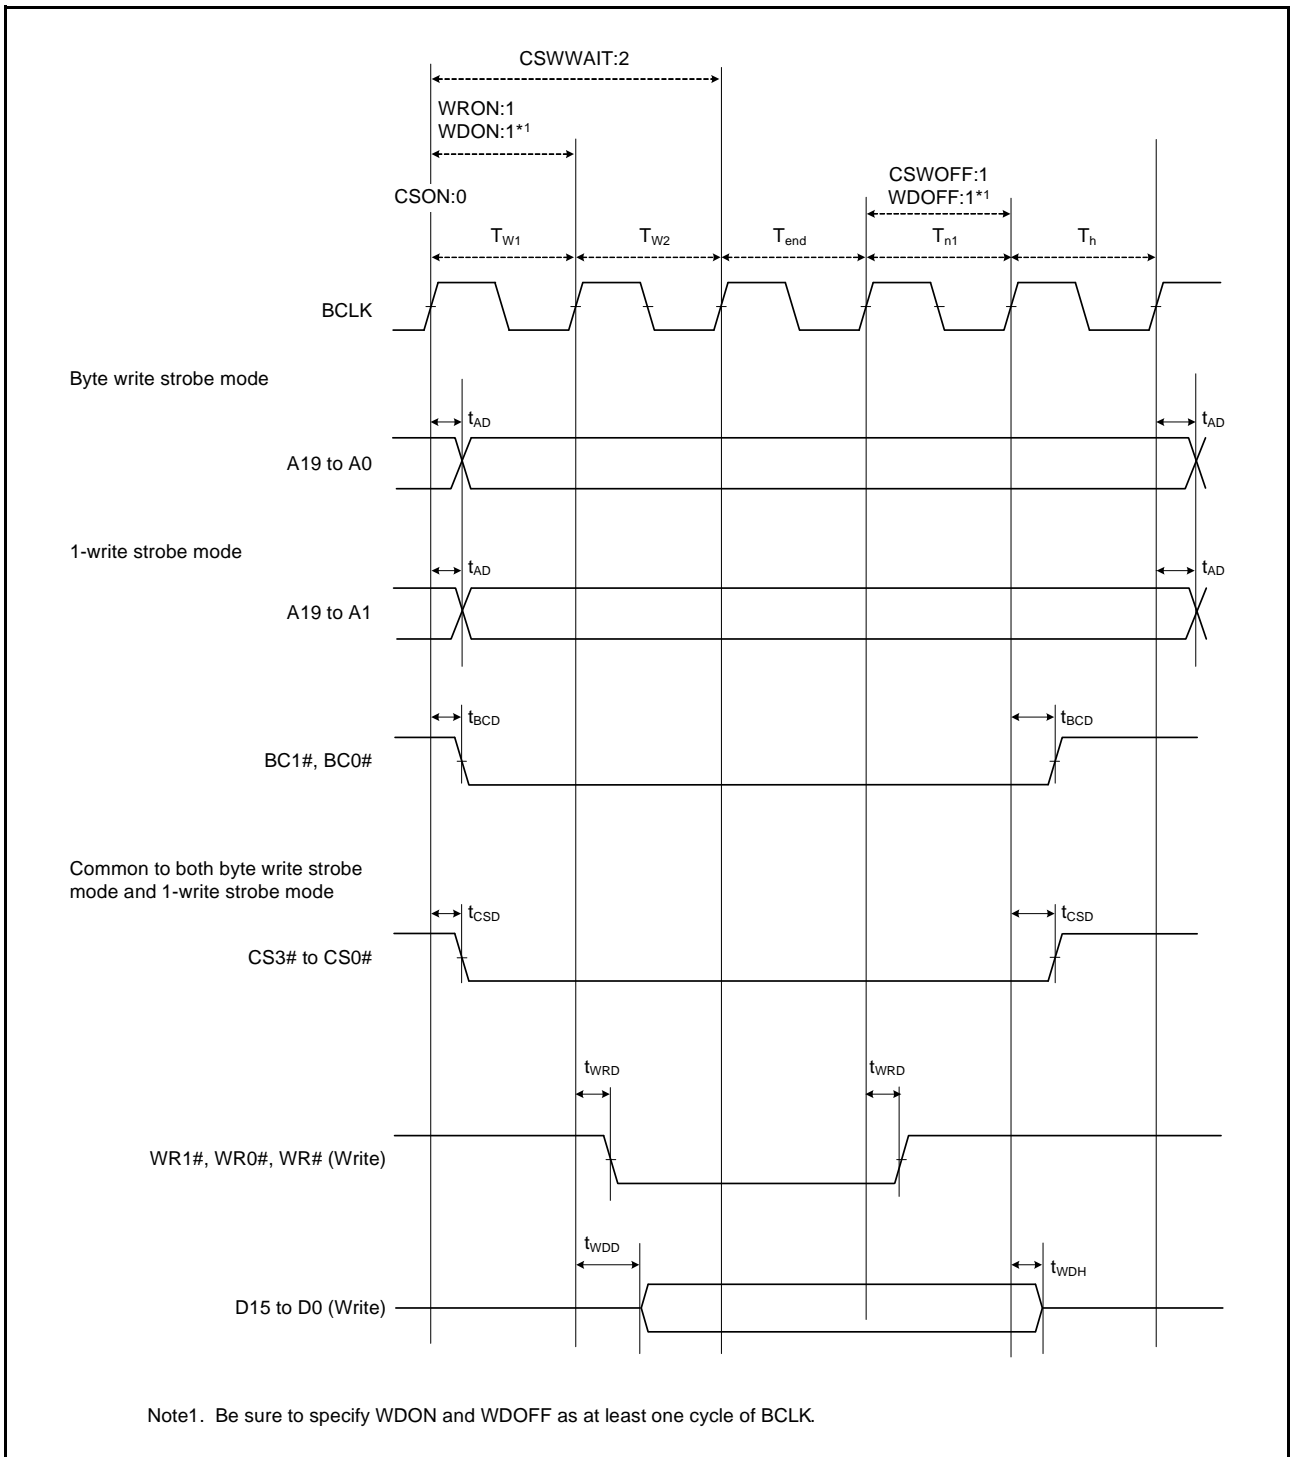 CSWWAIT:2
WRON:1
WDON:1*1
CSON:0
CSWOFF:1
WDOFF:1*1
TW1 TW2 Tend Tn1 Th
BCLK
Byte write strobe mode
tAD tAD
A19 to A0
1-write strobe mode
tAD tAD
A19 to A1
tBCD tBCD
BC1#, BC0#
Common to both byte write strobe
mode and 1-write strobe mode
tCSD tCSD
CS3# to CS0#
tWRD tWRD
WR1#, WR0#, WR# (Write)
tWDD tWDH
D15 to D0 (Write)
Note1. Be sure to specify WDON and WDOFF as at least one cycle of BCLK.